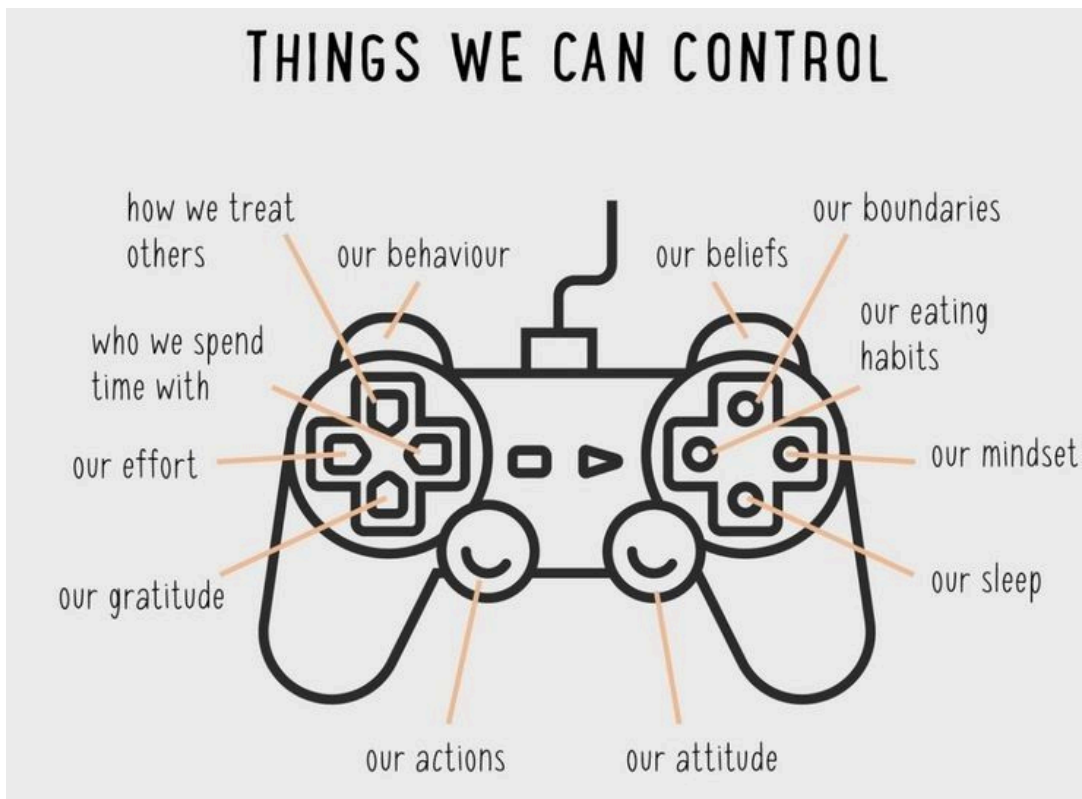 THINGS WE CAN CONTROL
how we treat
others
our behaviour
our beliefs
our boundaries
who we spend
time with
our eating
habits
our effort
our mindset
our gratitude
our sleep
our actions
our attitude